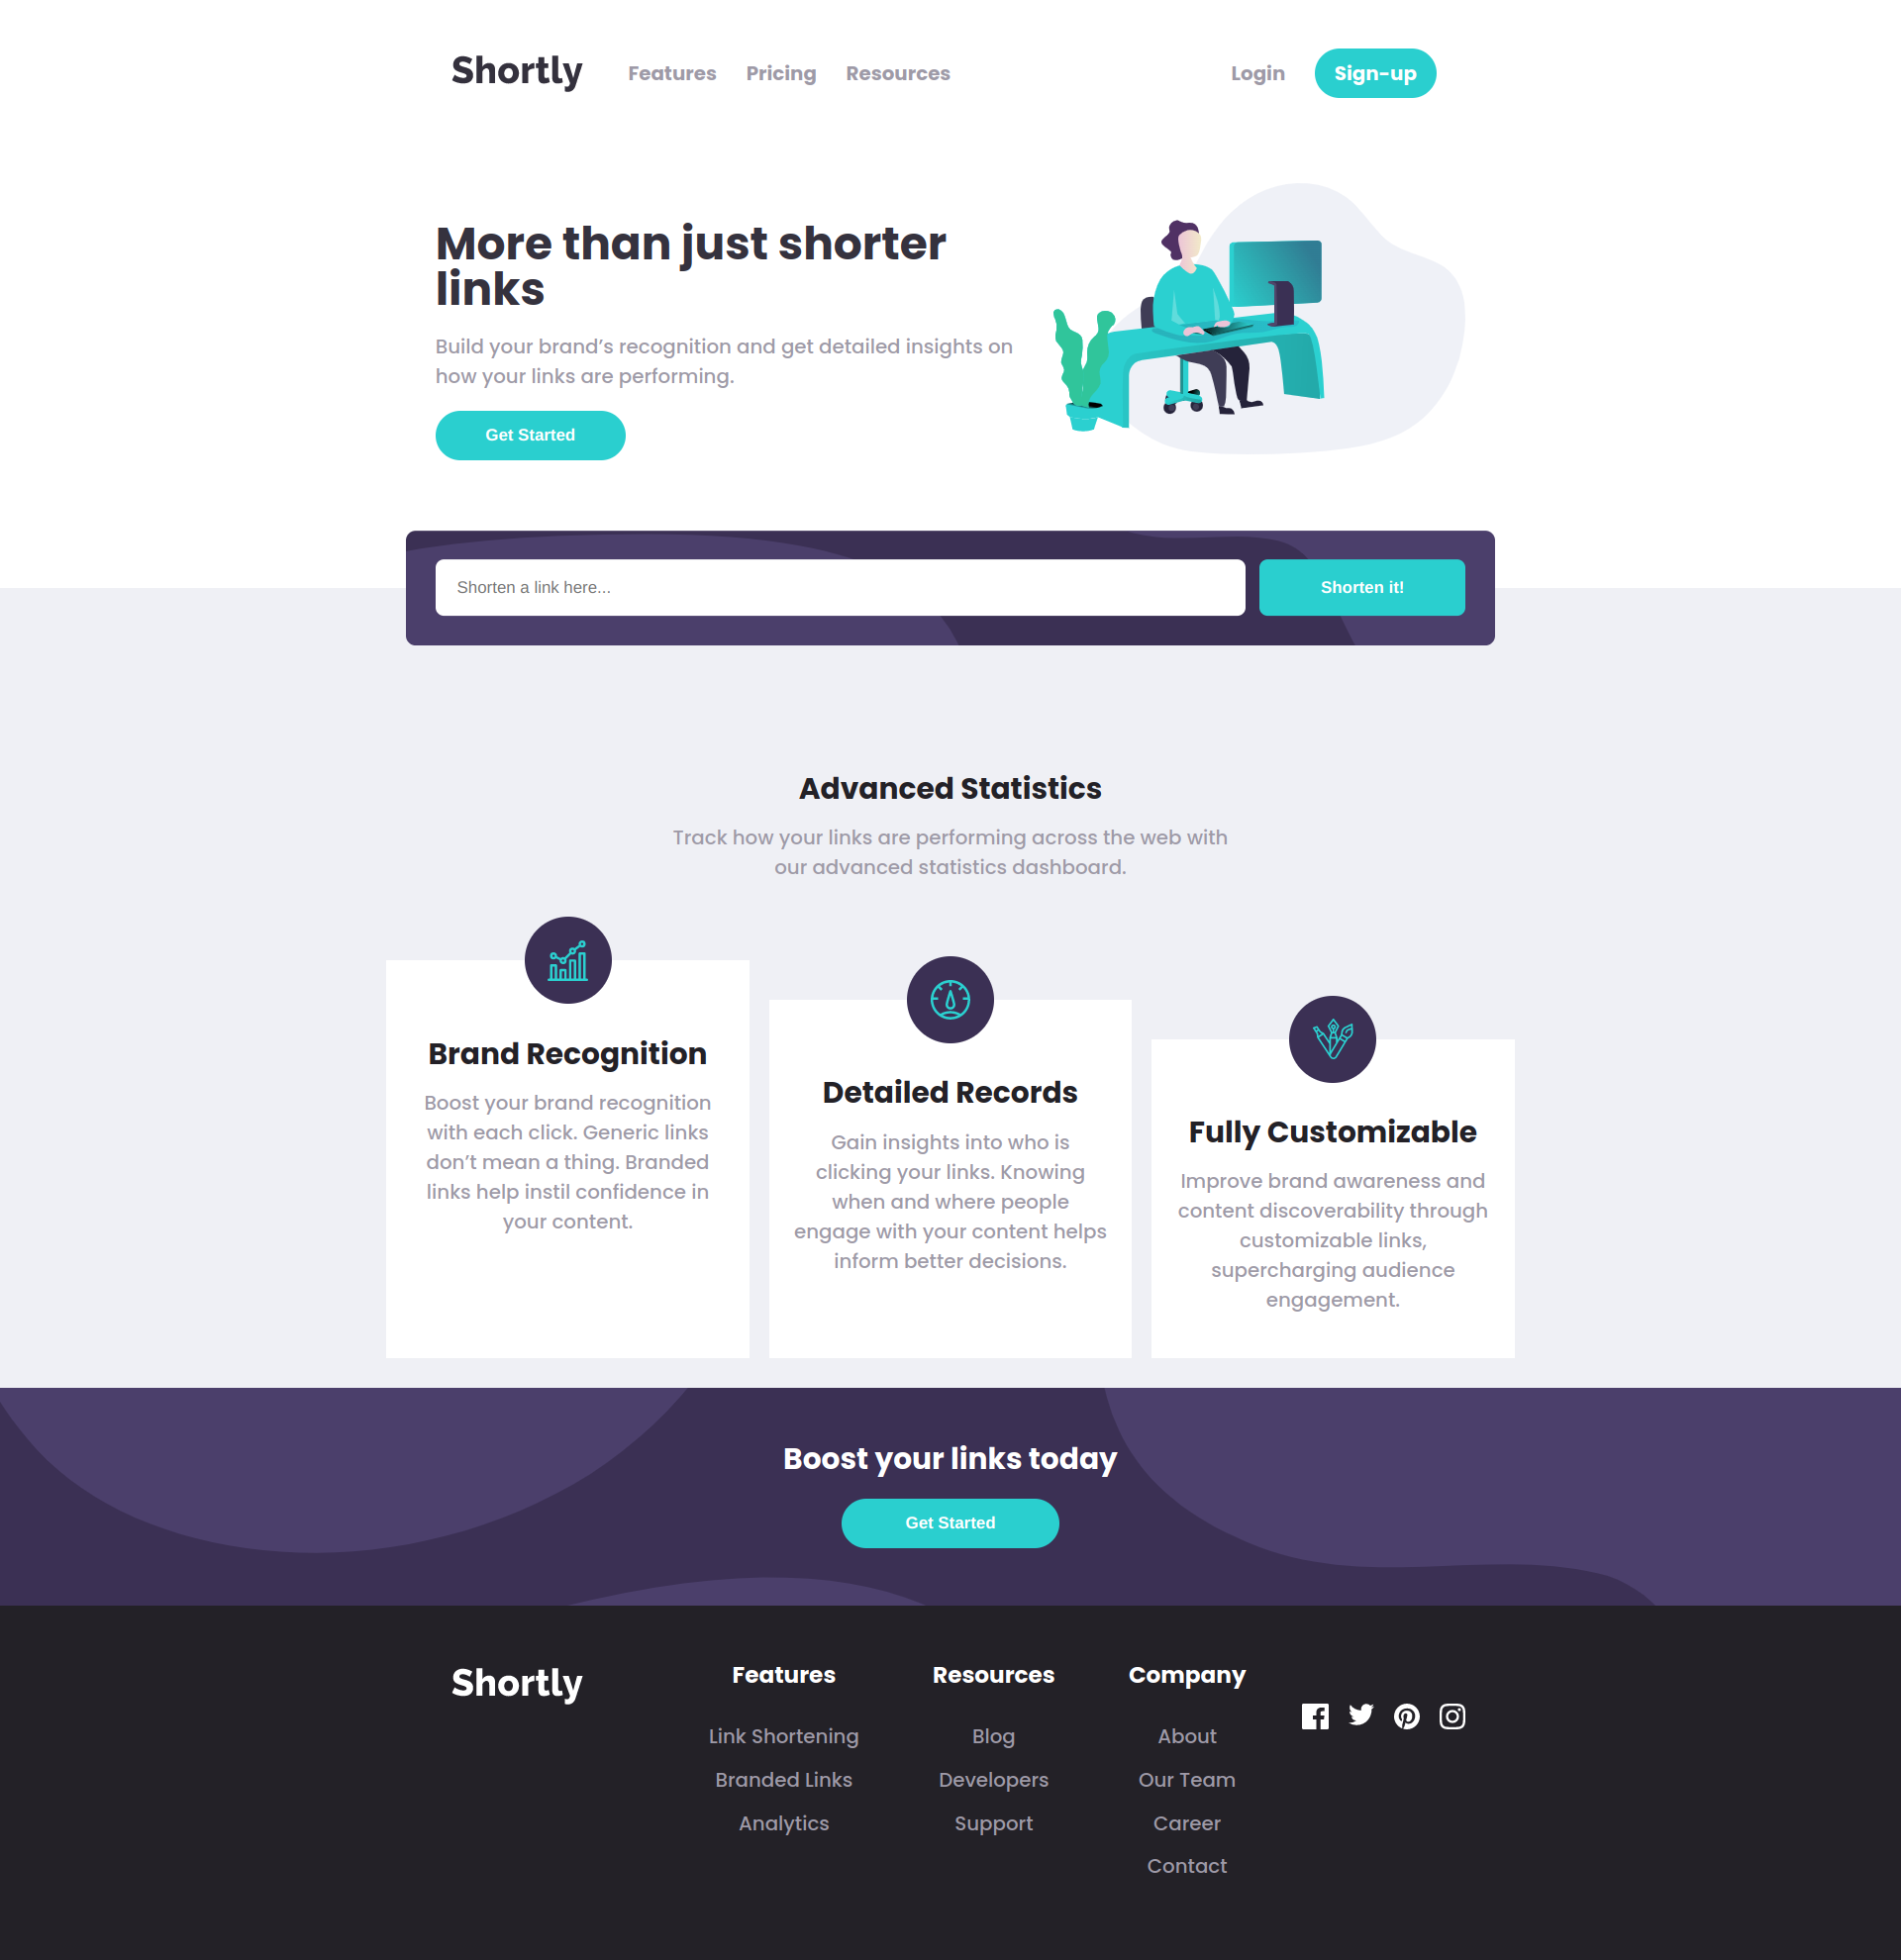 Shortly
Features
Pricing
Resources
Login
Sign-up
More than just shorter
links
Build your brand’s recognition and get detailed insights on
how your links are performing.
Get Started
Shorten a link here...
Shorten it!
Advanced Statistics
Track how your links are performing across the web with
our advanced statistics dashboard.
Brand Recognition
Boost your brand recognition
with each click. Generic links
don’t mean a thing. Branded
links help instil confidence in
your content.
Detailed Records
Gain insights into who is
clicking your links. Knowing
when and where people
engage with your content helps
inform better decisions.
Fully Customizable
Improve brand awareness and
content discoverability through
customizable links,
supercharging audience
engagement.
Boost your links today
Get Started
Shortly
Features
Link Shortening
Branded Links
Analytics
Resources
Blog
Developers
Support
Company
About
Our Team
Career
Contact